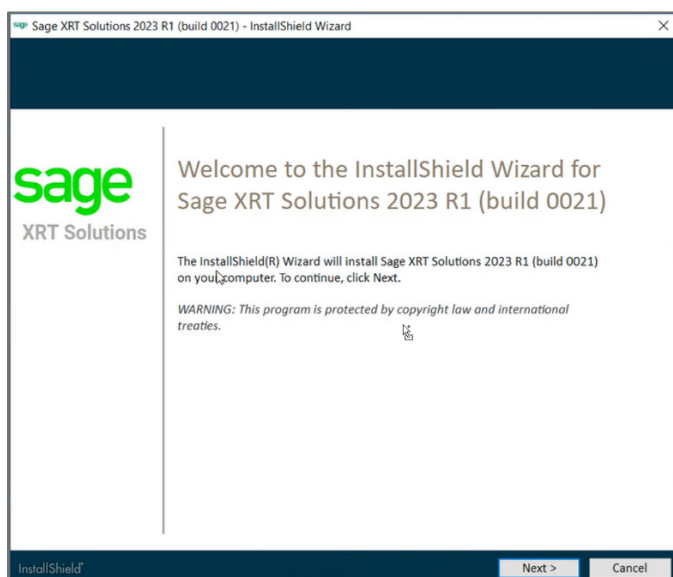 sage Sage XRT Solutions 2023 R1 (build 0021) - InstallShield Wizard
sage
XRT Solutions
Welcome to the InstallShield Wizard for
Sage XRT Solutions 2023 R1 (build 0021)
The InstallShield(R) Wizard will install Sage XRT Solutions 2023 R1 (build 0021)
on your computer. To continue, click Next.
WARNING: This program is protected by copyright law and international
treaties.
InstallShield
Next >
Cancel